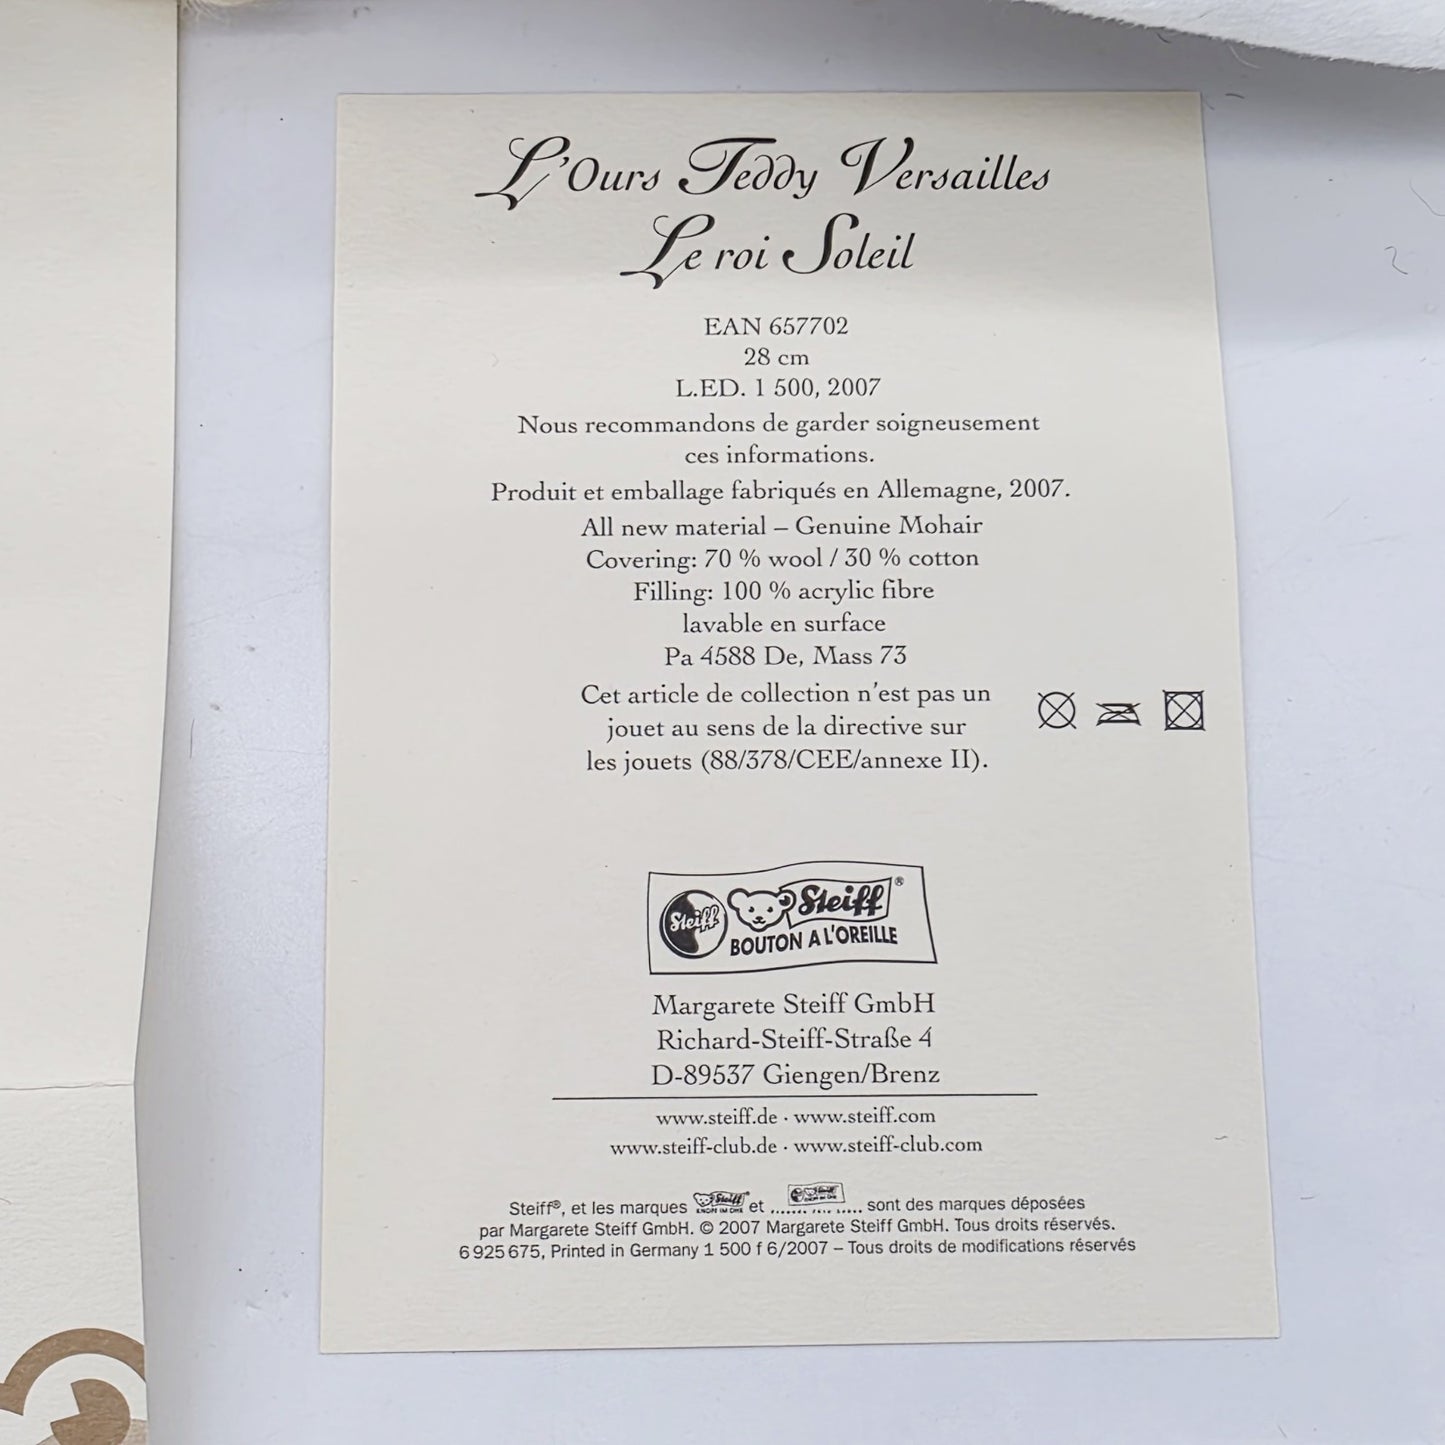 L'Ours Teddy Versailles
Le roi Soleil
EAN 657702
28 cm
L.ED. 1 500, 2007
Nous recommandons de garder soigneusement
ces informations.
Produit et emballage fabriqués en Allemagne, 2007.
All new material – Genuine Mohair
Covering: 70 % wool / 30 % cotton
Filling: 100 % acrylic fibre
lavable en surface
Pa 4588 De, Mass 73
Cet article de collection n'est pas un
jouet au sens de la directive sur
les jouets (88/378/CEE/annexe II).
Steiff Steiff®
BOUTON A L'OREILLE
Margarete Steiff GmbH
Richard-Steiff-Straße 4
D-89537 Giengen/Brenz
www.steiff.de · www.steiff.com
www.steiff-club.de · www.steiff-club.com
Steiff®, et les marques Steiff KNOPF IM OHR et sont des marques déposées
par Margarete Steiff GmbH. © 2007 Margarete Steiff GmbH. Tous droits réservés.
6 925 675, Printed in Germany 1 500 f 6/2007 – Tous droits de modifications réservés